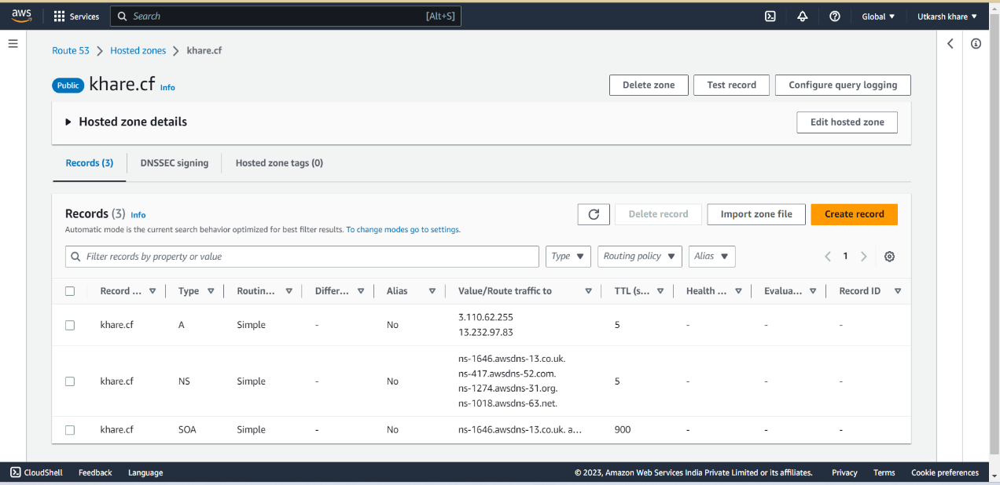 aws Services Search [Alt+S] Global Utkarsh khare
Route 53 Hosted zones khare.cf
Public khare.cf Info Delete zone Test record Configure query logging
Hosted zone details Edit hosted zone
Records (3) DNSSEC signing Hosted zone tags (0)
Records (3) Info Delete record Import zone file Create record
Automatic mode is the current search behavior optimized for best filter results. To change modes go to settings.
Filter records by property or value Type Routing policy Alias 1
Record ... Type Routin... Differ... Alias Value/Route traffic to TTL (s... Health ... Evalua... Record ID
khare.cf A Simple - No 3.110.62.255 5 - - -
13.232.97.83
ns-1646.awsdns-13.co.uk.
ns-417.awsdns-52.com.
khare.cf NS Simple - No 5 - - -
ns-1274.awsdns-31.org.
ns-1018.awsdns-63.net.
khare.cf SOA Simple - No ns-1646.awsdns-13.co.uk. a... 900 - - -
CloudShell Feedback Language © 2023, Amazon Web Services India Private Limited or its affiliates. Privacy Terms Cookie preferences